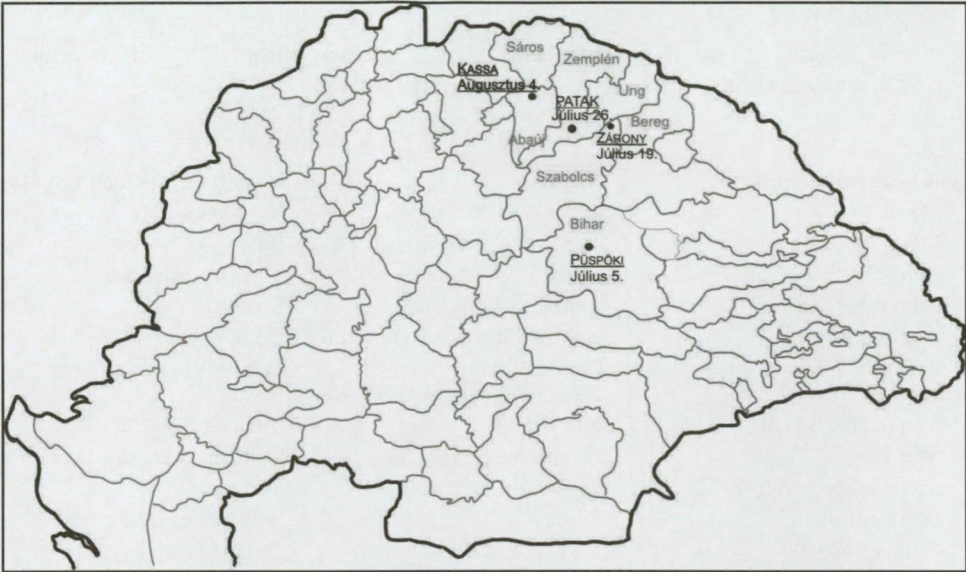 Sáros
Zemplén
KASSA
Augusztus 4.
Ung
PATAK
Július 26.
Bereg
Abaúj
ZÁRONY
Július 19.
Szabolcs
Bihar
PÜSPÖKI
Július 5.